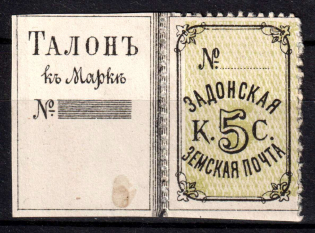 ТАЛОНЪ
къ Маркѣ
№
№
ЗАДОНСКАЯ
К. 5 С.
ЗЕМСКАЯ ПОЧТА